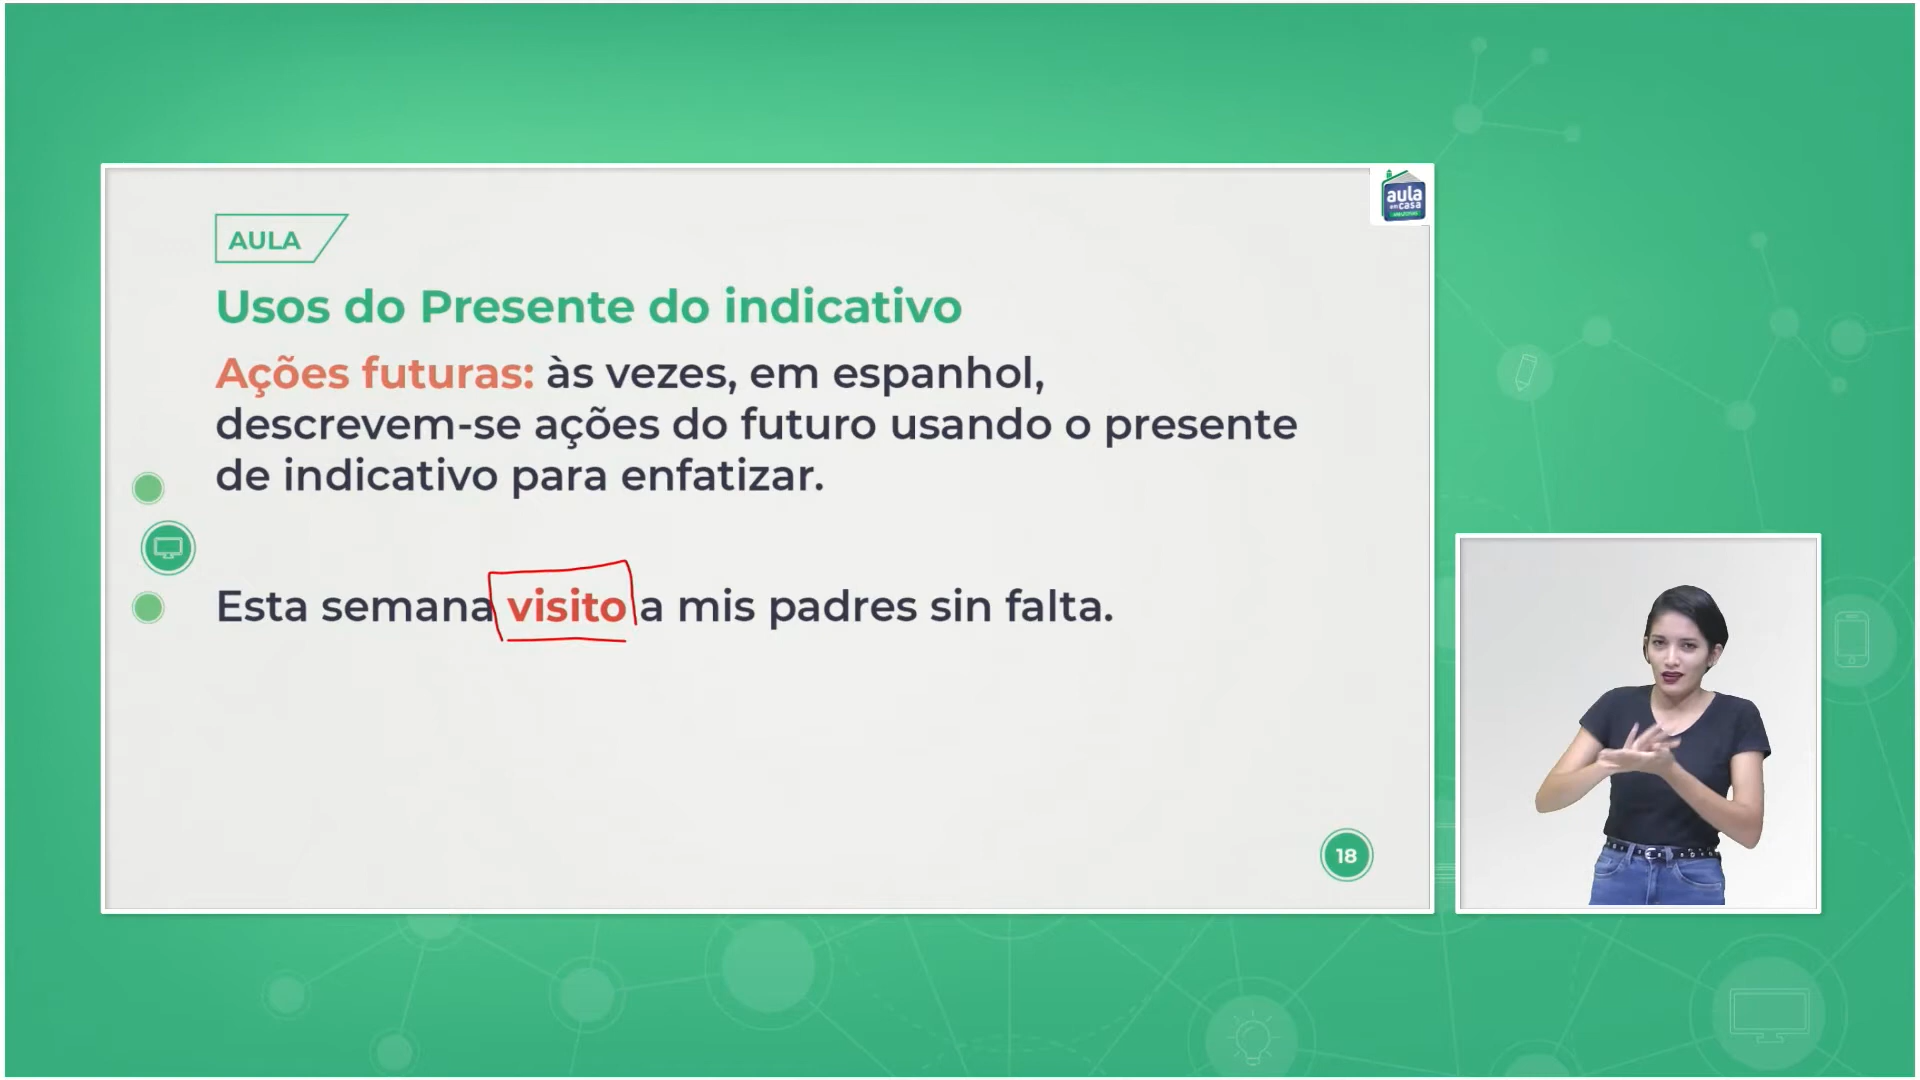 aula
em casa
AULA
Usos do Presente do indicativo
Ações futuras: às vezes, em espanhol,
descrevem-se ações do futuro usando o presente
de indicativo para enfatizar.
Esta semana visito a mis padres sin falta.
18